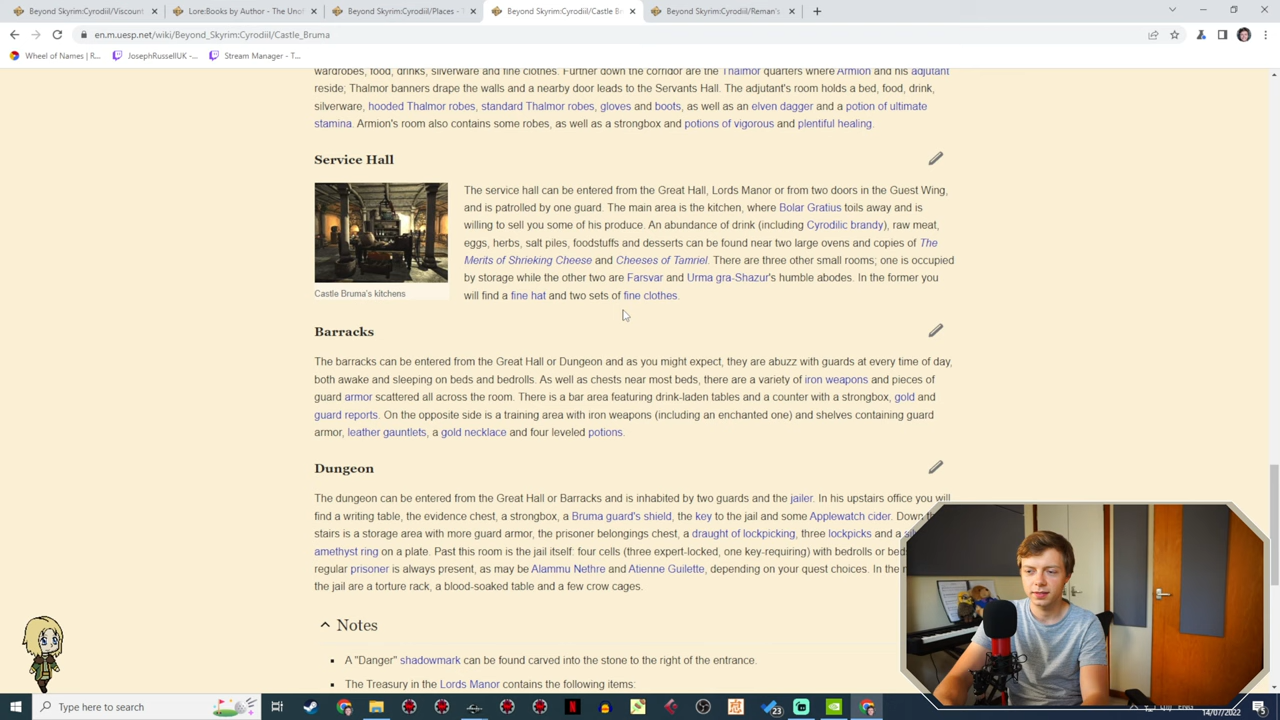 Beyond Skyrim:Cyrodiil/Viscount
Lore:Books by Author - The Uno
Beyond Skyrim:Cyrodiil/Places -
Beyond Skyrim:Cyrodiil/Castle Br
Beyond Skyrim:Cyrodiil/Reman's
en.m.uesp.net/wiki/Beyond_Skyrim:Cyrodiil/Castle_Bruma
Wheel of Names | R... JosephRussellUK -... Stream Manager - T...
wardrobes, food, drinks, silverware and fine clothes. Further down the corridor are the Thalmor quarters where Armion and his adjutant
reside; Thalmor banners drape the walls and a nearby door leads to the Servants Hall. The adjutant's room holds a bed, food, drink,
silverware, hooded Thalmor robes, standard Thalmor robes, gloves and boots, as well as an elven dagger and a potion of ultimate
stamina. Armion's room also contains some robes, as well as a strongbox and potions of vigorous and plentiful healing.
Service Hall
The service hall can be entered from the Great Hall, Lords Manor or from two doors in the Guest Wing,
and is patrolled by one guard. The main area is the kitchen, where Bolar Gratius toils away and is
willing to sell you some of his produce. An abundance of drink (including Cyrodilic brandy), raw meat,
eggs, herbs, salt piles, foodstuffs and desserts can be found near two large ovens and copies of The
Merits of Shrieking Cheese and Cheeses of Tamriel. There are three other small rooms; one is occupied
by storage while the other two are Farsvar and Urma gra-Shazur's humble abodes. In the former you
will find a fine hat and two sets of fine clothes.
Castle Bruma's kitchens
Barracks
The barracks can be entered from the Great Hall or Dungeon and as you might expect, they are abuzz with guards at every time of day,
both awake and sleeping on beds and bedrolls. As well as chests near most beds, there are a variety of iron weapons and pieces of
guard armor scattered all across the room. There is a bar area featuring drink-laden tables and a counter with a strongbox, gold and
guard reports. On the opposite side is a training area with iron weapons (including an enchanted one) and shelves containing guard
armor, leather gauntlets, a gold necklace and four leveled potions.
Dungeon
The dungeon can be entered from the Great Hall or Barracks and is inhabited by two guards and the jailer. In his upstairs office you will
find a writing table, the evidence chest, a strongbox, a Bruma guard's shield, the key to the jail and some Applewatch cider. Down
stairs is a storage area with more guard armor, the prisoner belongings chest, a draught of lockpicking, three lockpicks and a
amethyst ring on a plate. Past this room is the jail itself: four cells (three expert-locked, one key-requiring) with bedrolls or
regular prisoner is always present, as may be Alammu Nethre and Atienne Guilette, depending on your quest choices. In the
the jail are a torture rack, a blood-soaked table and a few crow cages.
Notes
A "Danger" shadowmark can be found carved into the stone to the right of the entrance.
The Treasury in the Lords Manor contains the following items:
Type here to search
23
14/07/2022